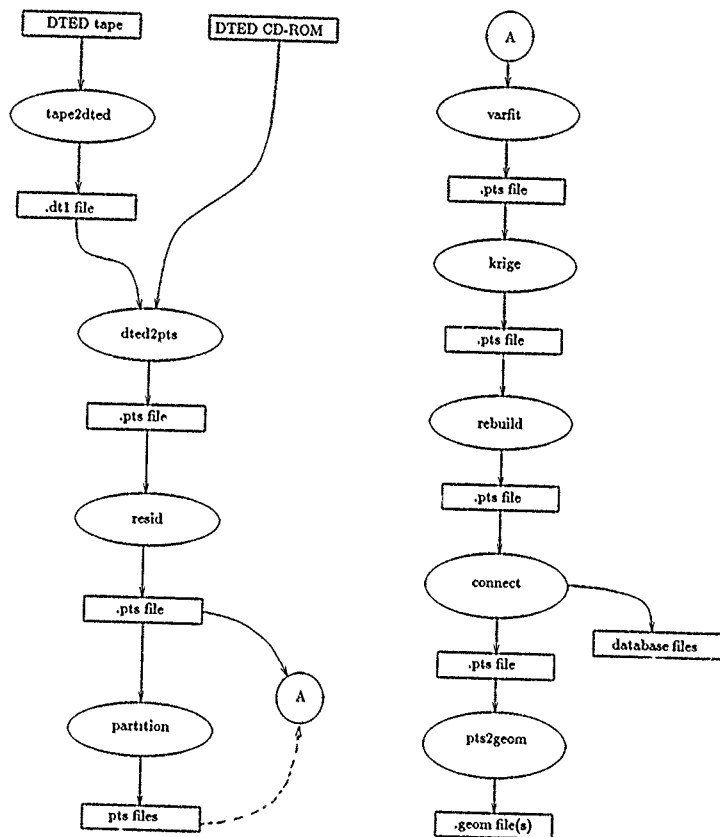 DTED tape
DTED CD-ROM
tape2dted
.dt1 file
dted2pts
.pts file
resid
.pts file
A
partition
pts files
A
varfit
.pts file
krige
.pts file
rebuild
.pts file
connect
database files
.pts file
pts2geom
.geom file(s)